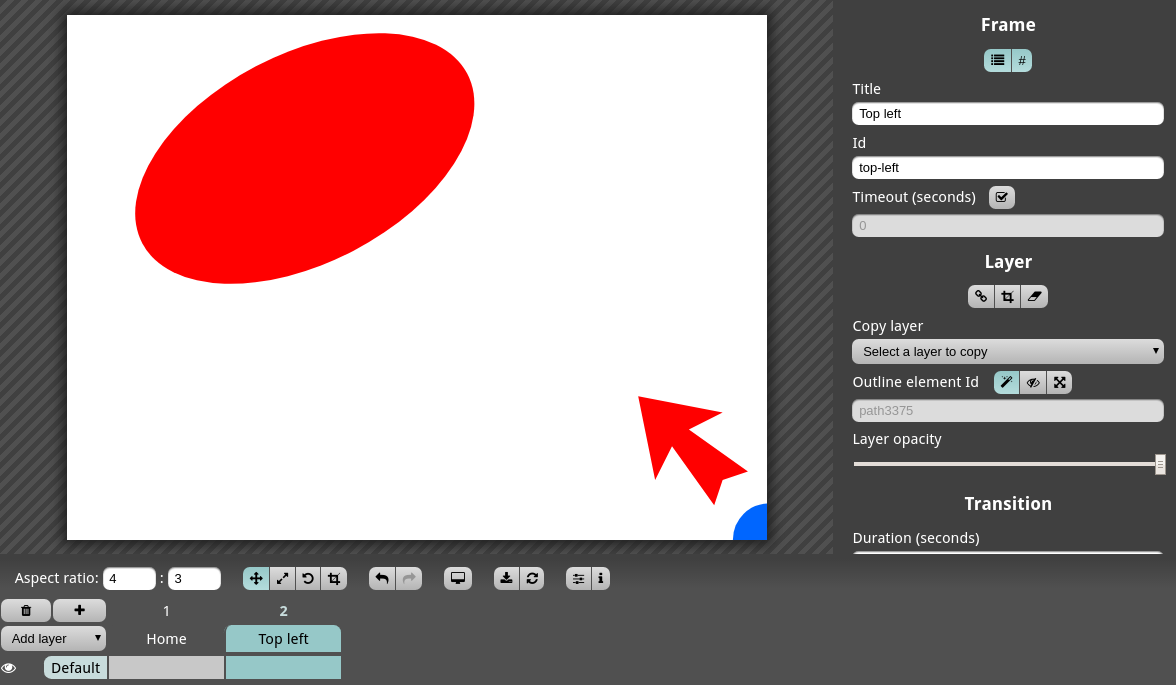 Frame
#
Title
Top left
Id
top-left
Timeout (seconds)
0
Layer
Copy layer
Select a layer to copy
Outline element Id
path3375
Layer opacity
Transition
Duration (seconds)
Aspect ratio: 4 : 3
1 2
Add layer Home Top left
Default